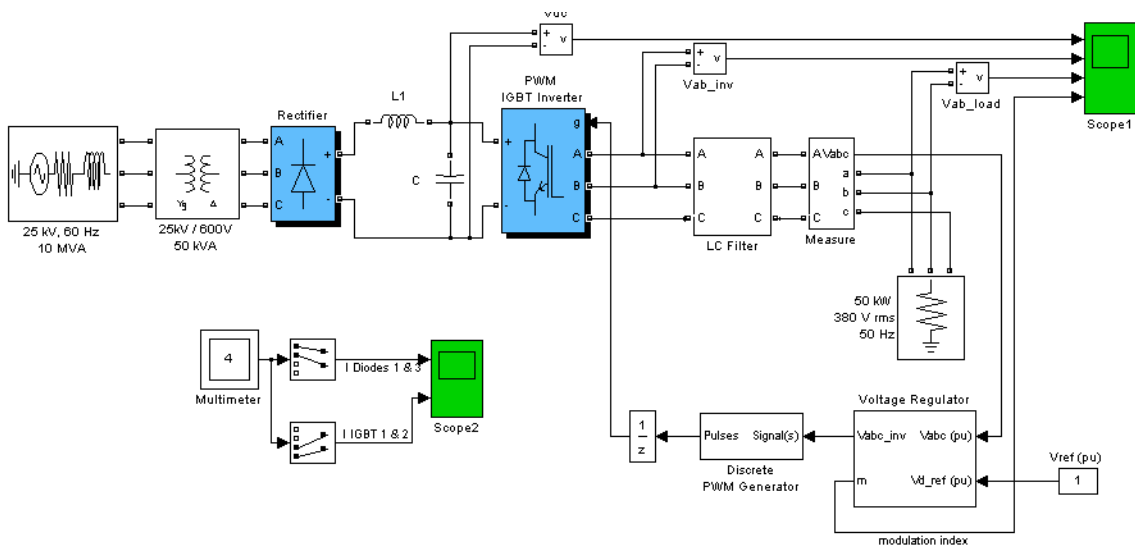 Vdc
+
-
v
+
-
v
Vab_inv
+
-
v
Vab_load
Scope1
L1
C
PWM
IGBT Inverter
+
-
g
A
B
C
Rectifier
A
B
C
+
-
Yg
Δ
25 kV, 60 Hz
10 MVA
25kV / 600V
50 kVA
A
B
C
A
B
C
LC Filter
A
B
C
Vabc
a
b
c
Measure
50 kW
380 V rms
50 Hz
4
Multimeter
I Diodes 1 & 3
I IGBT 1 & 2
Scope2
1
z
Pulses
Signal(s)
Discrete
PWM Generator
Voltage Regulator
Vabc_inv
Vabc (pu)
m
Vd_ref (pu)
Vref (pu)
1
modulation index